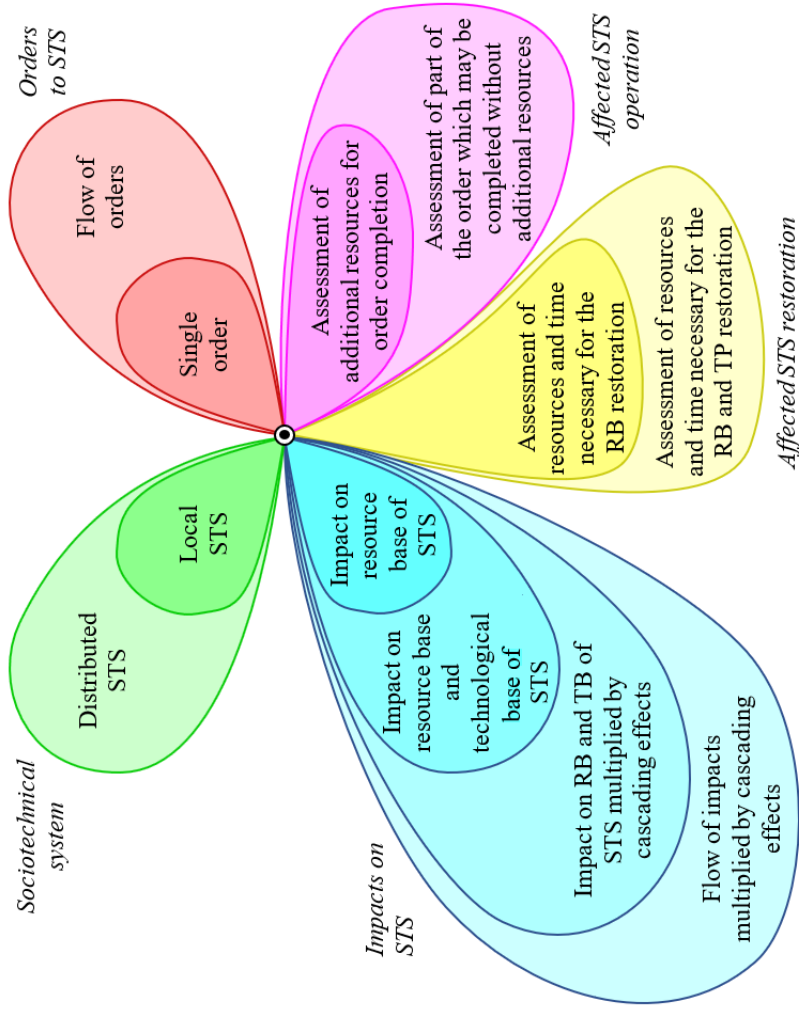 Sociotechnical
system
Distributed
STS
Local
STS
Orders
to STS
Flow of
orders
Single
order
Impacts on
STS
Impact on
resource
base of
STS
Impact on
resource base
and
technological
base of
STS
Impact on RB and TB of
STS multiplied by
cascading effects
Flow of impacts
multiplied by cascading
effects
Assessment of
additional resources for
order completion
Assessment of part of
the order which may be
completed without
additional resources
Affected STS
operation
Assessment of
resources and time
necessary for the
RB restoration
Assessment of resources
and time necessary for the
RB and TP restoration
Affected STS restoration